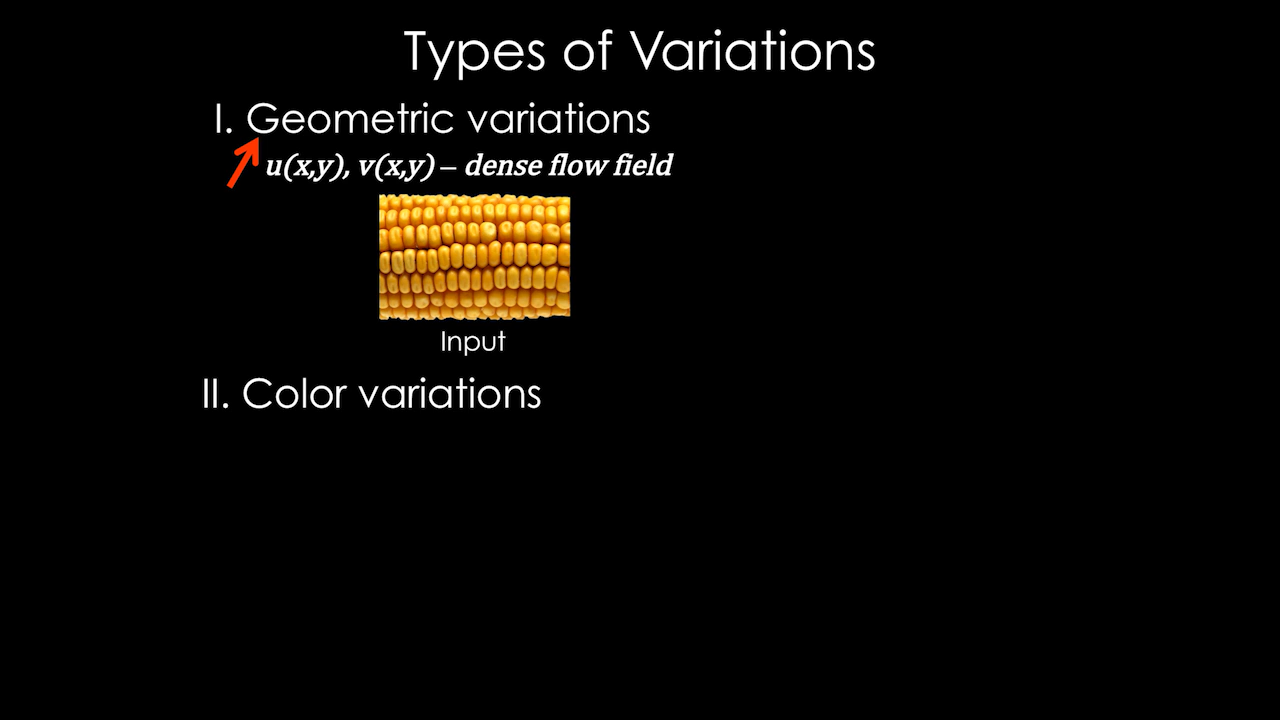 Types of Variations
I. Geometric variations
u(x,y), v(x,y) – dense flow field
Input
II. Color variations